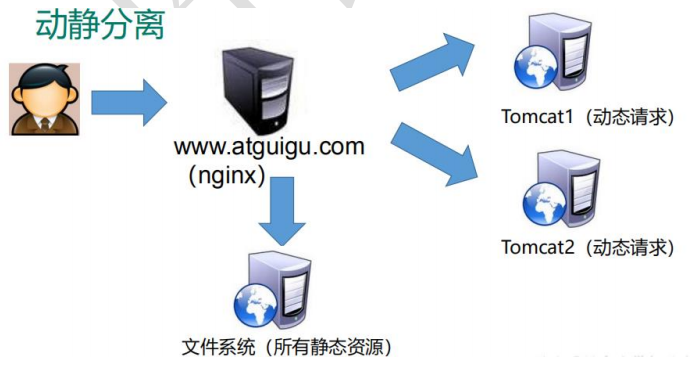 动静分离
Tomcat1（动态请求）
www.atguigu.com
（nginx）
Tomcat2（动态请求）
文件系统（所有静态资源）